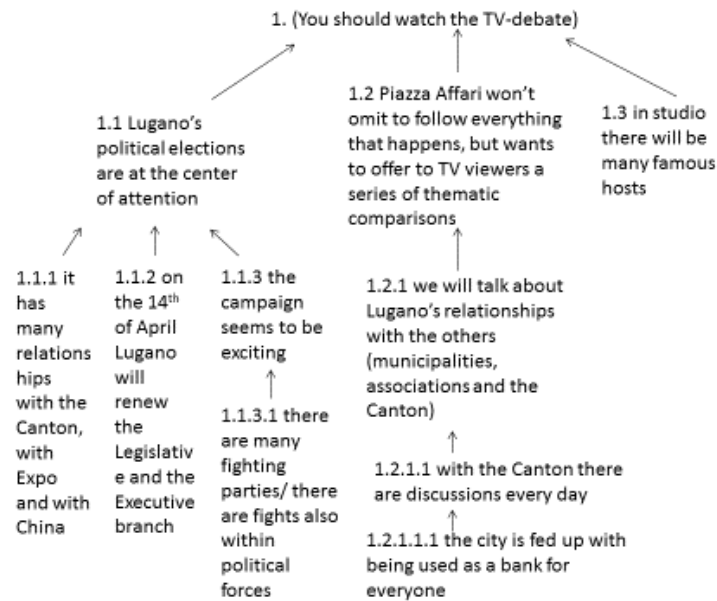 1. (You should watch the TV-debate)
1.1 Lugano's
political elections
are at the center
of attention
1.2 Piazza Affari won't
omit to follow everything
that happens, but wants
to offer to TV viewers a
series of thematic
comparisons
1.3 in studio
there will be
many famous
hosts
1.1.1 it
has
many
relations
hips
with the
Canton,
with
Expo
and with
China
1.1.2 on
the 14th
of April
Lugano
will
renew
the
Legislativ
e and the
Executive
branch
1.1.3 the
campaign
seems to be
exciting
1.1.3.1 there
are many
fighting
parties/ there
are fights also
within
political
forces
1.2.1 we will talk about
Lugano's relationships
with the others
(municipalities,
associations and the
Canton)
1.2.1.1 with the Canton there
are discussions every day
1.2.1.1.1 the city is fed up with
being used as a bank for
everyone